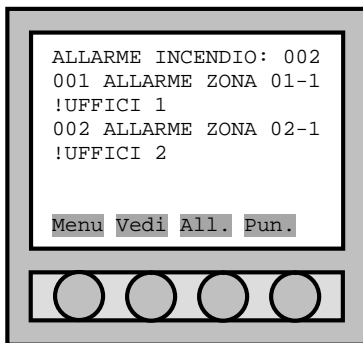 ALLARME INCENDIO: 002
001 ALLARME ZONA 01-1
!UFFICI 1
002 ALLARME ZONA 02-1
!UFFICI 2
Menu Vedi All. Pun.